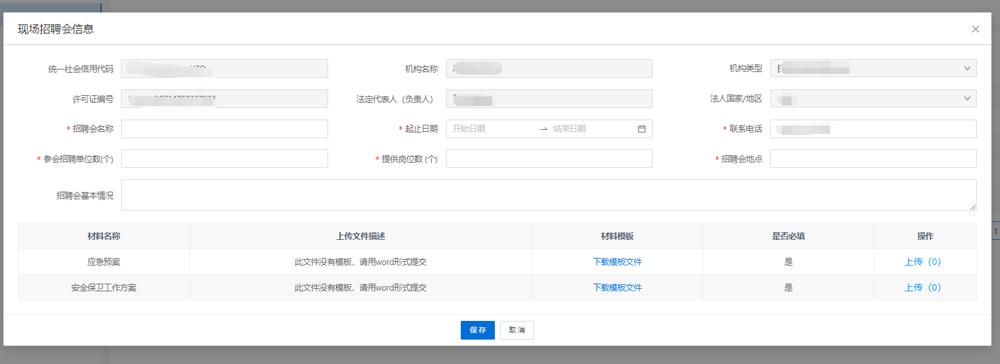 现场招聘会信息
统一社会信用代码 机构名称 机构类型
许可证编号 法定代表人（负责人） 法人国家/地区
* 招聘会名称 * 起止日期 开始日期 → 结束日期 * 联系电话
* 参会招聘单位数(个) * 提供岗位数 (个) * 招聘会地点
招聘会基本情况
材料名称 上传文件描述 材料模板 是否必填 操作
应急预案 此文件没有模板，请用word形式提交 下载模板文件 是 上传（0）
安全保卫工作方案 此文件没有模板，请用word形式提交 下载模板文件 是 上传（0）
1
保存 取消